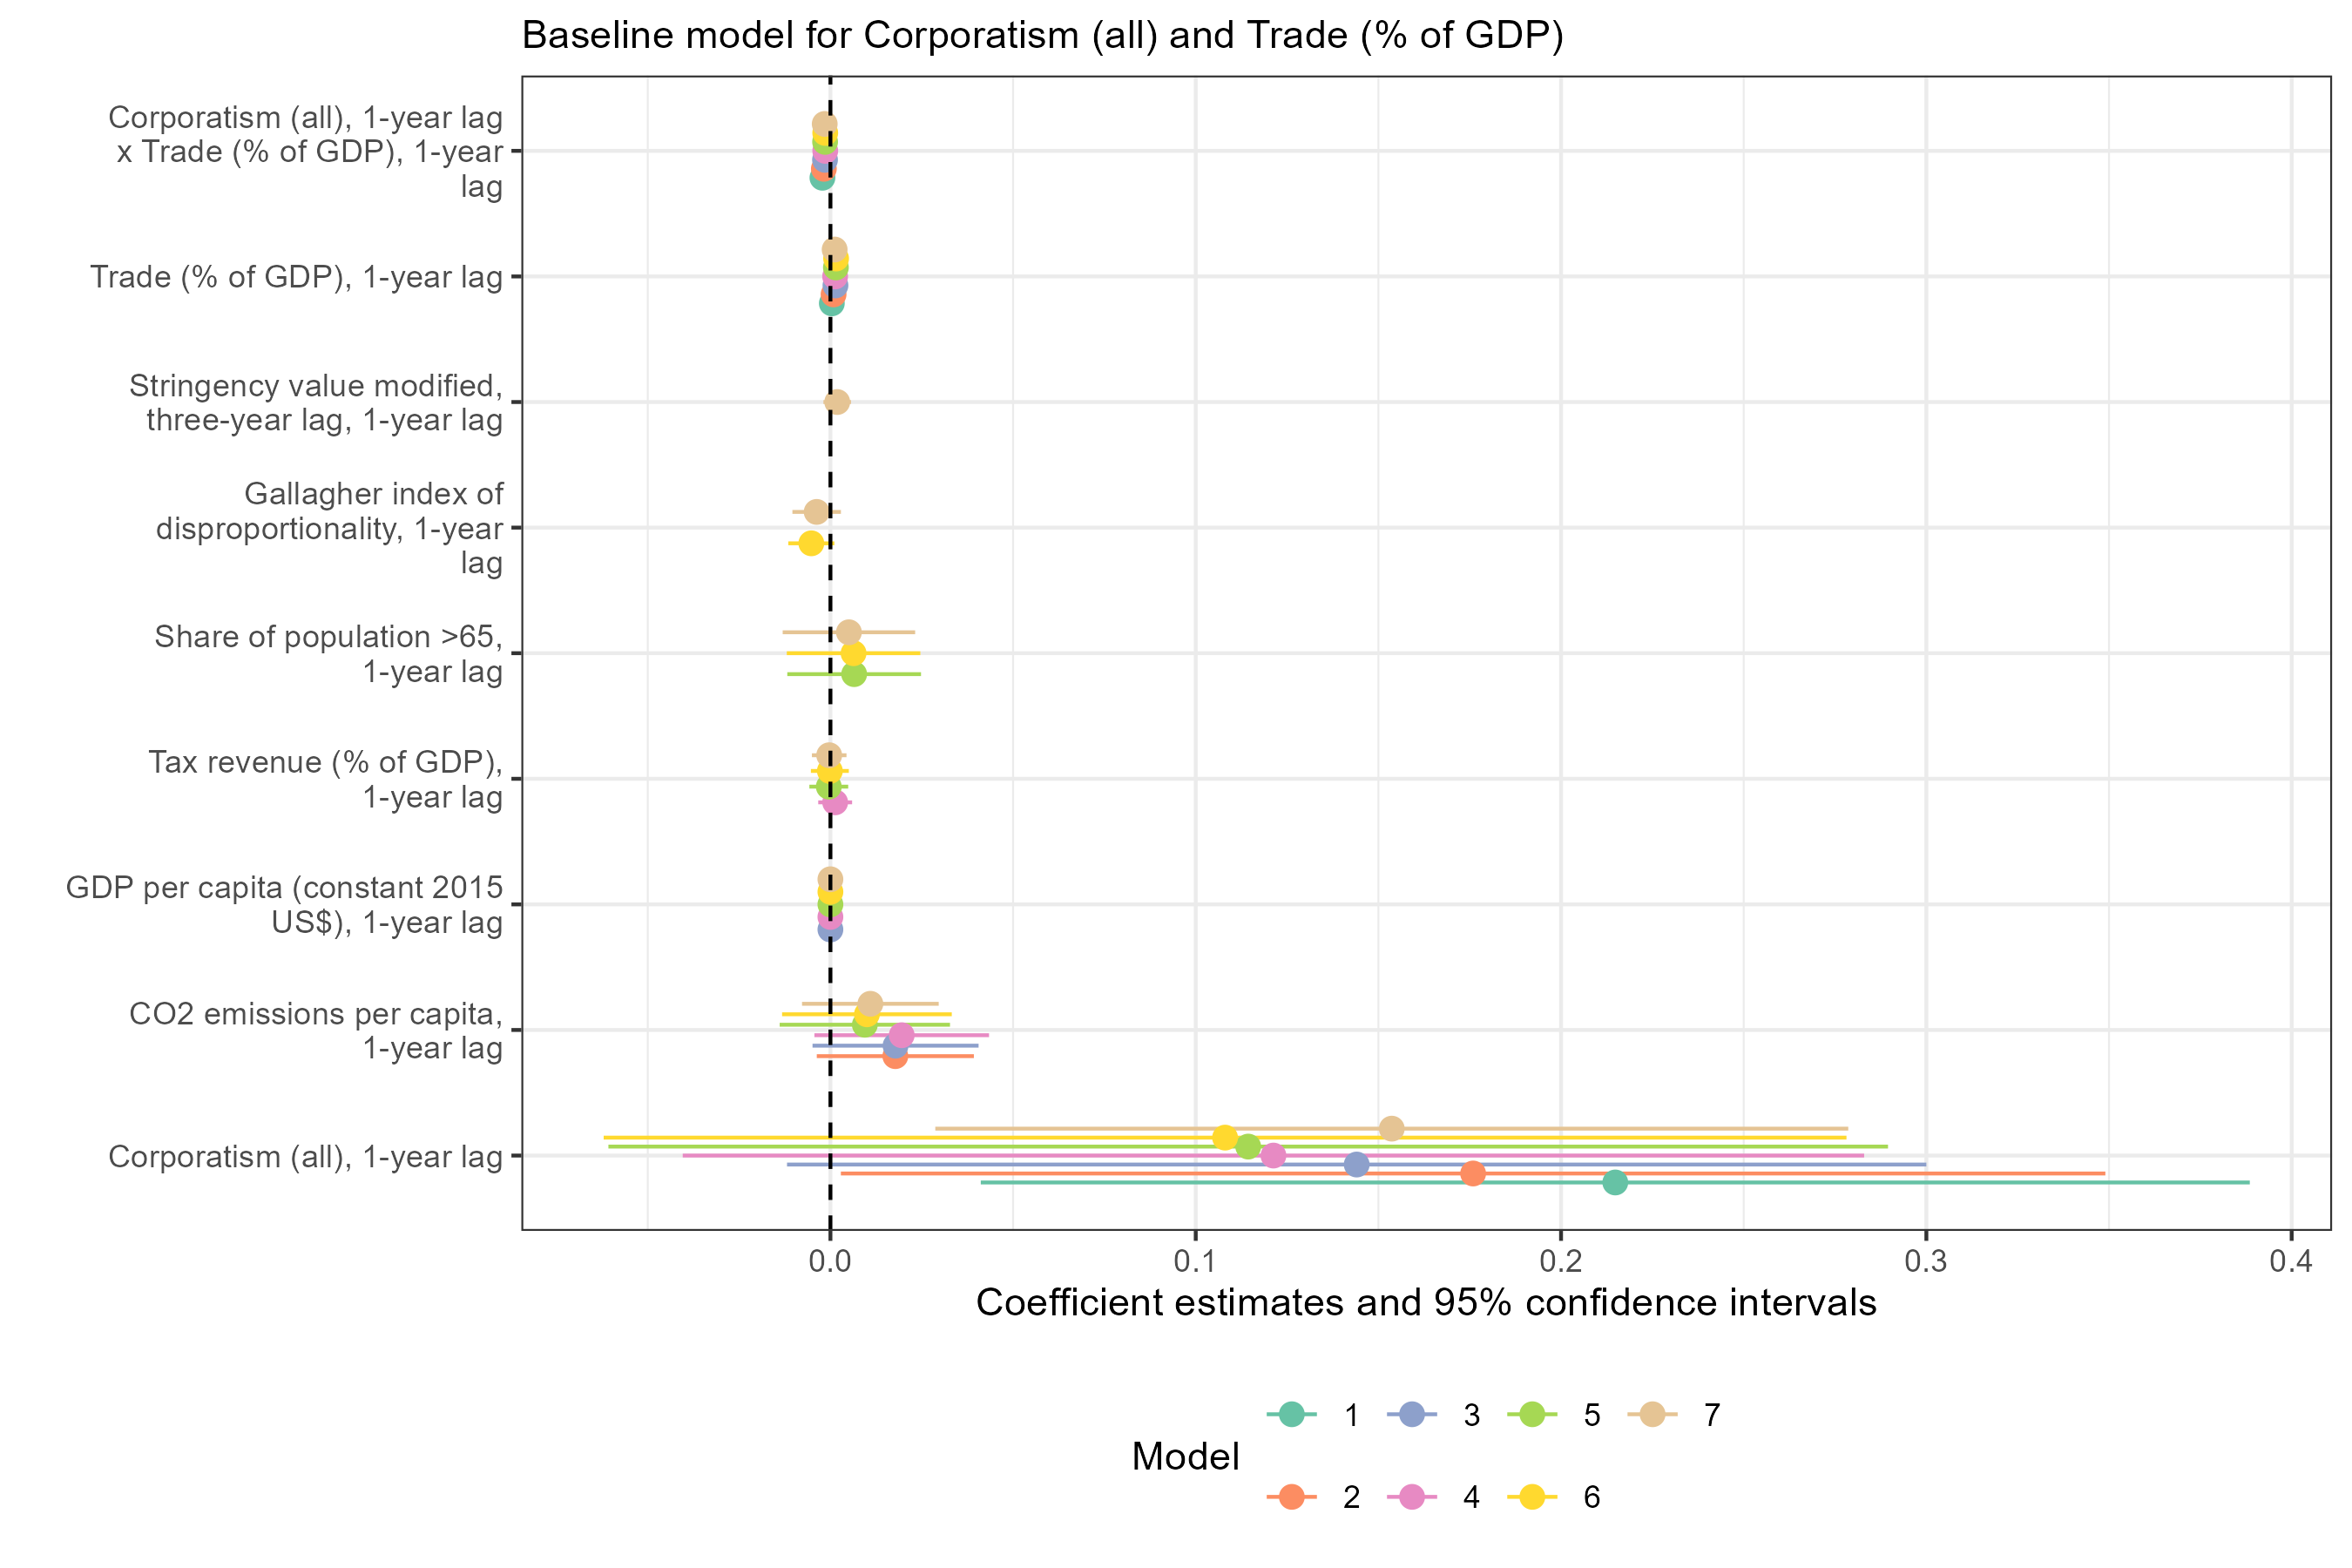 Baseline model for Corporatism (all) and Trade (% of GDP)
Corporatism (all), 1-year lag
x Trade (% of GDP), 1-year
lag
Trade (% of GDP), 1-year lag
Stringency value modified,
three-year lag, 1-year lag
Gallagher index of
disproportionality, 1-year
lag
Share of population >65,
1-year lag
Tax revenue (% of GDP),
1-year lag
GDP per capita (constant 2015
US$), 1-year lag
CO2 emissions per capita,
1-year lag
Corporatism (all), 1-year lag
0.0 0.1 0.2 0.3 0.4
Coefficient estimates and 95% confidence intervals
Model
1 3 5 7
2 4 6